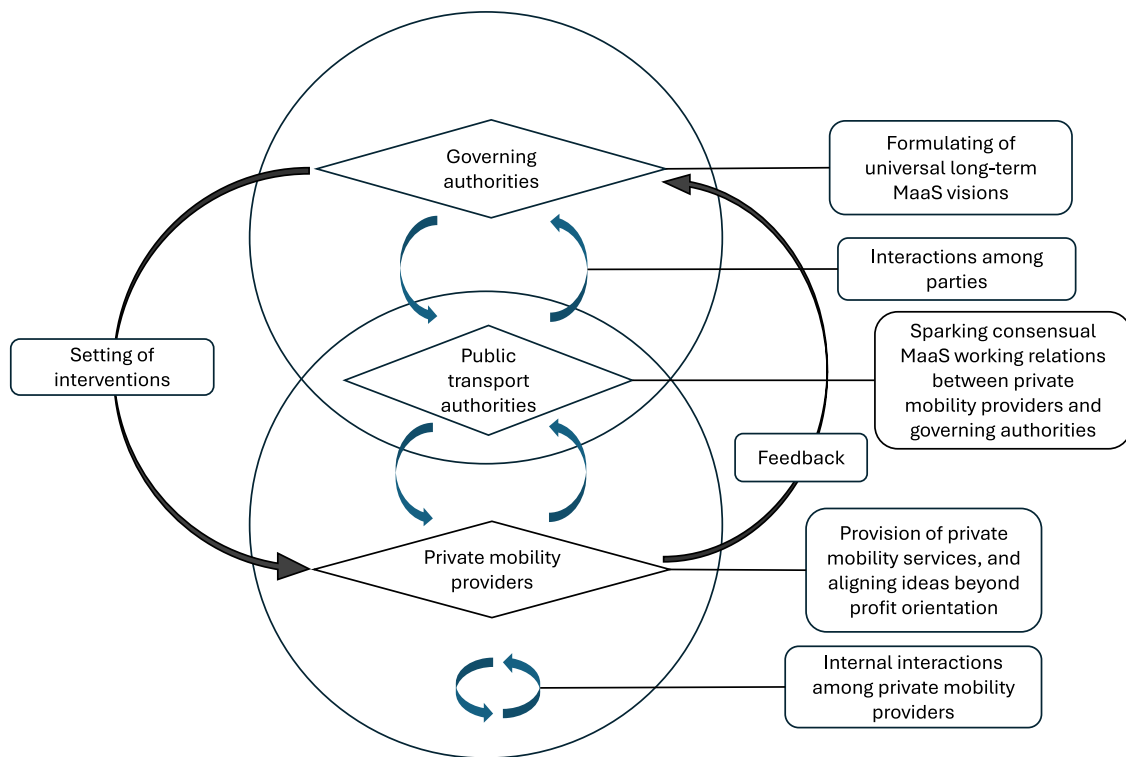 Governing
authorities
Formulating of
universal long-term
MaaS visions
Interactions among
parties
Setting of
interventions
Public
transport
authorities
Sparking consensual
MaaS working relations
between private
mobility providers and
governing authorities
Feedback
Private mobility
providers
Provision of private
mobility services, and
aligning ideas beyond
profit orientation
Internal interactions
among private mobility
providers